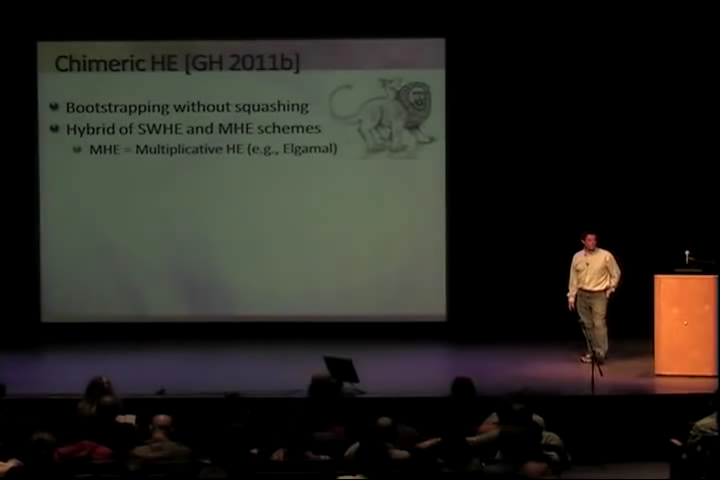 Chimeric HE [GH 2011b]
Bootstrapping without squashing
Hybrid of SWHE and MHE schemes
MHE = Multiplicative HE (e.g., Elgamal)